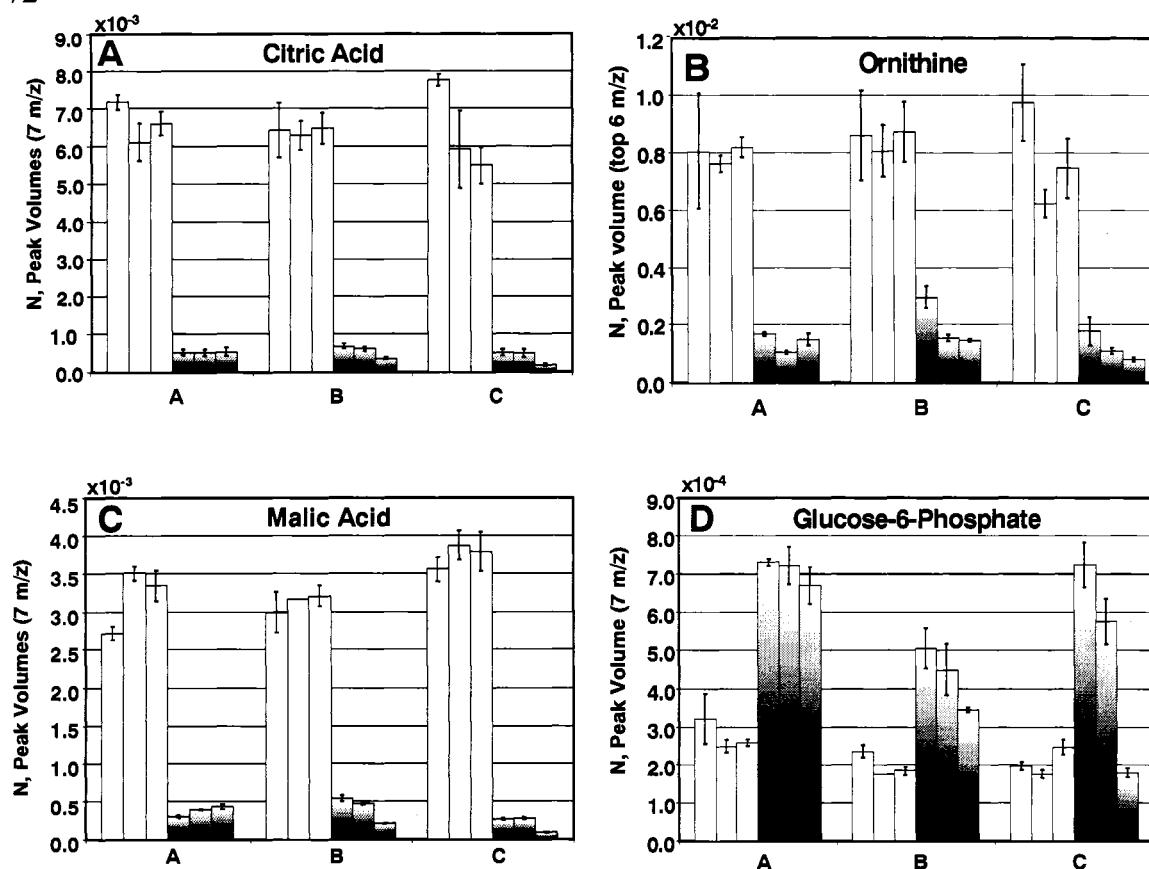 x10⁻³
A
Citric Acid
N, Peak Volumes (7 m/z)
9.0
8.0
7.0
6.0
5.0
4.0
3.0
2.0
1.0
0.0
A B C
x10⁻²
B
Ornithine
N, Peak volume (top 6 m/z)
1.2
1.0
0.8
0.6
0.4
0.2
0.0
A B C
x10⁻³
C
Malic Acid
N, Peak Volumes (7 m/z)
4.5
4.0
3.5
3.0
2.5
2.0
1.5
1.0
0.5
0.0
A B C
x10⁻⁴
D
Glucose-6-Phosphate
N, Peak Volume (7 m/z)
9.0
8.0
7.0
6.0
5.0
4.0
3.0
2.0
1.0
0.0
A B C